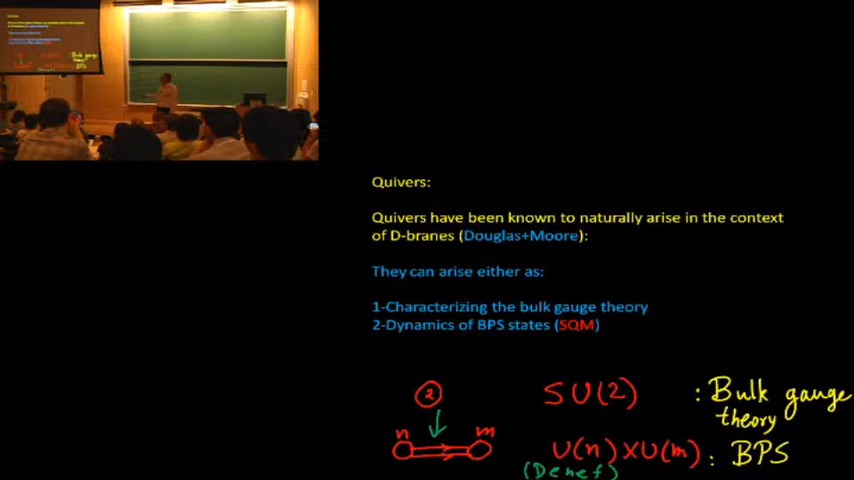 Quivers:
Quivers have been known to naturally arise in the context
of D-branes (Douglas+Moore):
They can arise either as:
1-Characterizing the bulk gauge theory
2-Dynamics of BPS states (SQM)
2 SU(2) : Bulk gauge
theory
n m U(n) X U(m) : BPS
(Denef)